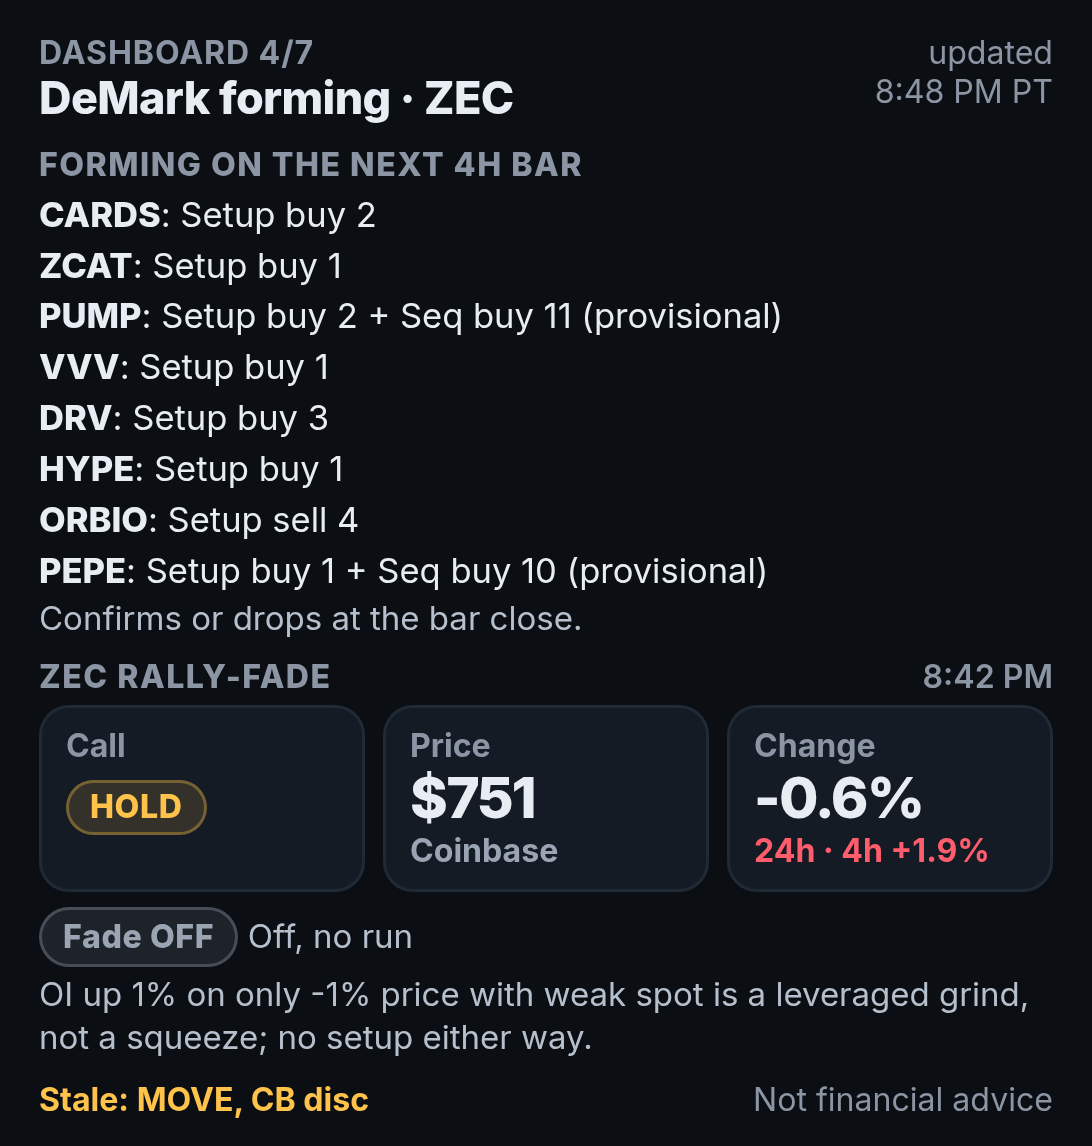 DASHBOARD 4/7
updated
DeMark forming · ZEC
8:48 PM PT
FORMING ON THE NEXT 4H BAR
CARDS: Setup buy 2
ZCAT: Setup buy 1
PUMP: Setup buy 2 + Seq buy 11 (provisional)
VVV: Setup buy 1
DRV: Setup buy 3
HYPE: Setup buy 1
ORBIO: Setup sell 4
PEPE: Setup buy 1 + Seq buy 10 (provisional)
Confirms or drops at the bar close.
ZEC RALLY-FADE
8:42 PM
Call
HOLD
Price
$751
Coinbase
Change
-0.6%
24h · 4h +1.9%
Fade OFF Off, no run
OI up 1% on only -1% price with weak spot is a leveraged grind,
not a squeeze; no setup either way.
Stale: MOVE, CB disc
Not financial advice